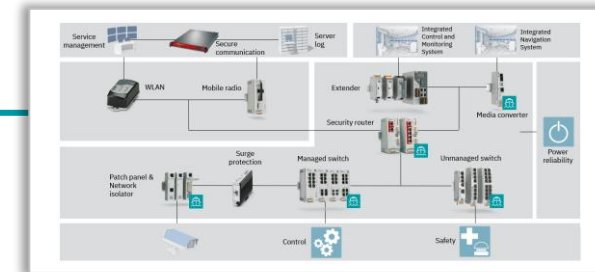 Service
management
Secure
communication
Server
log
Integrated
Control and
Monitoring
System
Integrated
Navigation
System
WLAN
Mobile radio
Extender
Media converter
Security router
Power
reliability
Surge
protection
Managed switch
Unmanaged switch
Patch panel &
Network
isolator
Control
Safety